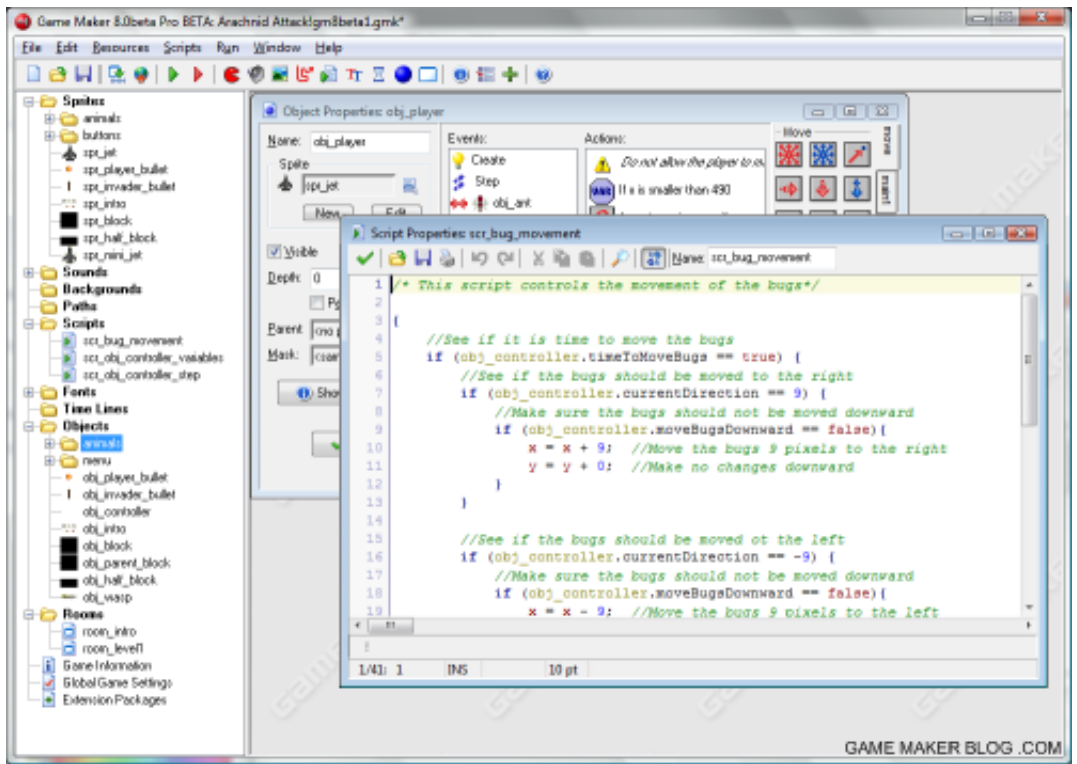 Game Maker 8.0beta Pro BETA: Arachnid Attack!gm8beta1.gmk*
File Edit Resources Scripts Run Window Help
Sprites
animals
buttons
spr_jet
spr_player_bullet
spr_invader_bullet
spr_intro
spr_block
spr_half_block
spr_mini_jet
Sounds
Backgrounds
Paths
Scripts
scr_bug_movement
scr_obj_controller_variables
scr_obj_controller_step
Fonts
Time Lines
Objects
animals
menu
obj_player_bullet
obj_invader_bullet
obj_controller
obj_intro
obj_block
obj_parent_block
obj_half_block
obj_wasp
Rooms
room_intro
room_level1
Game Information
Global Game Settings
Extension Packages
Object Properties: obj_player
Name: obj_player
Sprite
spr_jet
New Edit
Visible
Depth: 0
Parent
Mask:
Events:
Create
Step
obj_ant
Actions:
Do not allow the player to
If x is smaller than 490
Move
move
main1
Script Properties: scr_bug_movement
Name: scr_bug_movement
1 /* This script controls the movement of the bugs*/
2
3 {
4 //See if it is time to move the bugs
5 if (obj_controller.timeToMoveBugs == true) {
6 //See if the bugs should be moved to the right
7 if (obj_controller.currentDirection == 9) {
8 //Make sure the bugs should not be moved downward
9 if (obj_controller.moveBugsDownward == false){
10 x = x + 9; //Move the bugs 9 pixels to the right
11 y = y + 0; //Make no changes downward
12 }
13 }
14
15 //See if the bugs should be moved ot the left
16 if (obj_controller.currentDirection == -9) {
17 //Make sure the bugs should not be moved downward
18 if (obj_controller.moveBugsDownward == false){
19 x = x - 9; //Move the bugs 9 pixels to the left
1/41: 1 INS 10 pt
GAME MAKER BLOG .COM